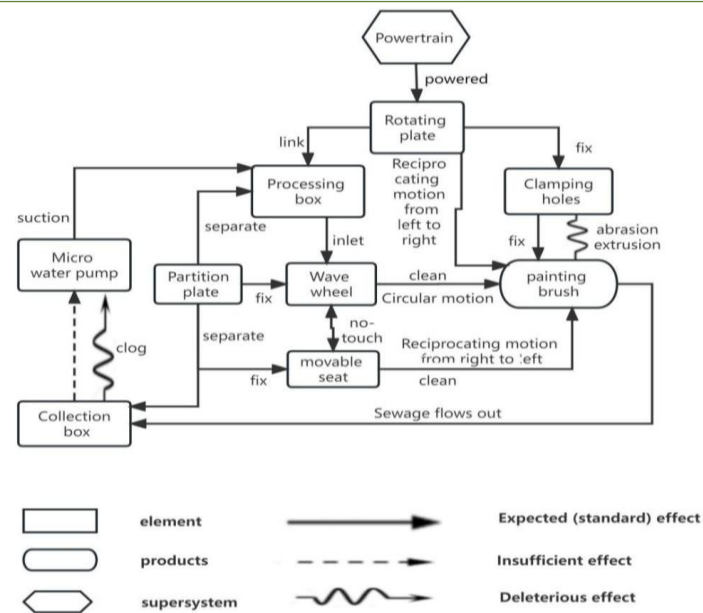 Powertrain
powered
Rotating
plate
link
fix
Recipro
cating
motion
from
left to
right
Processing
box
Clamping
holes
suction
separate
inlet
fix
abrasion
extrusion
Micro
water pump
Partition
plate
fix
Wave
wheel
clean
Circular motion
painting
brush
clog
separate
no-
touch
Reciprocating motion
from right to left
fix
movable
seat
clean
Collection
box
Sewage flows out
element
Expected (standard) effect
products
Insufficient effect
supersystem
Deleterious effect